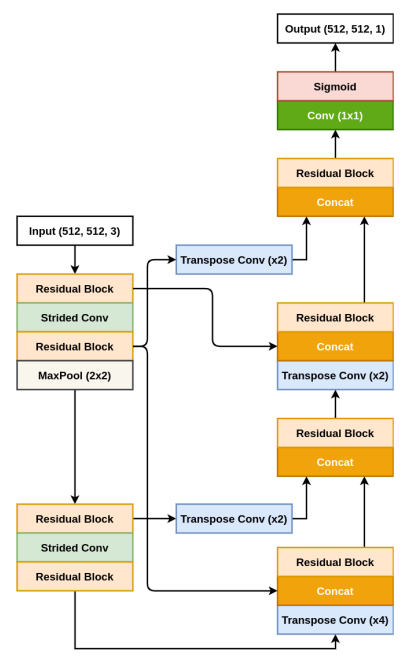 Output (512, 512, 1)
Sigmoid
Conv (1x1)
Residual Block
Concat
Input (512, 512, 3)
Transpose Conv (x2)
Residual Block
Strided Conv
Residual Block
MaxPool (2x2)
Residual Block
Concat
Transpose Conv (x2)
Residual Block
Concat
Residual Block
Strided Conv
Residual Block
Transpose Conv (x2)
Residual Block
Concat
Transpose Conv (x4)